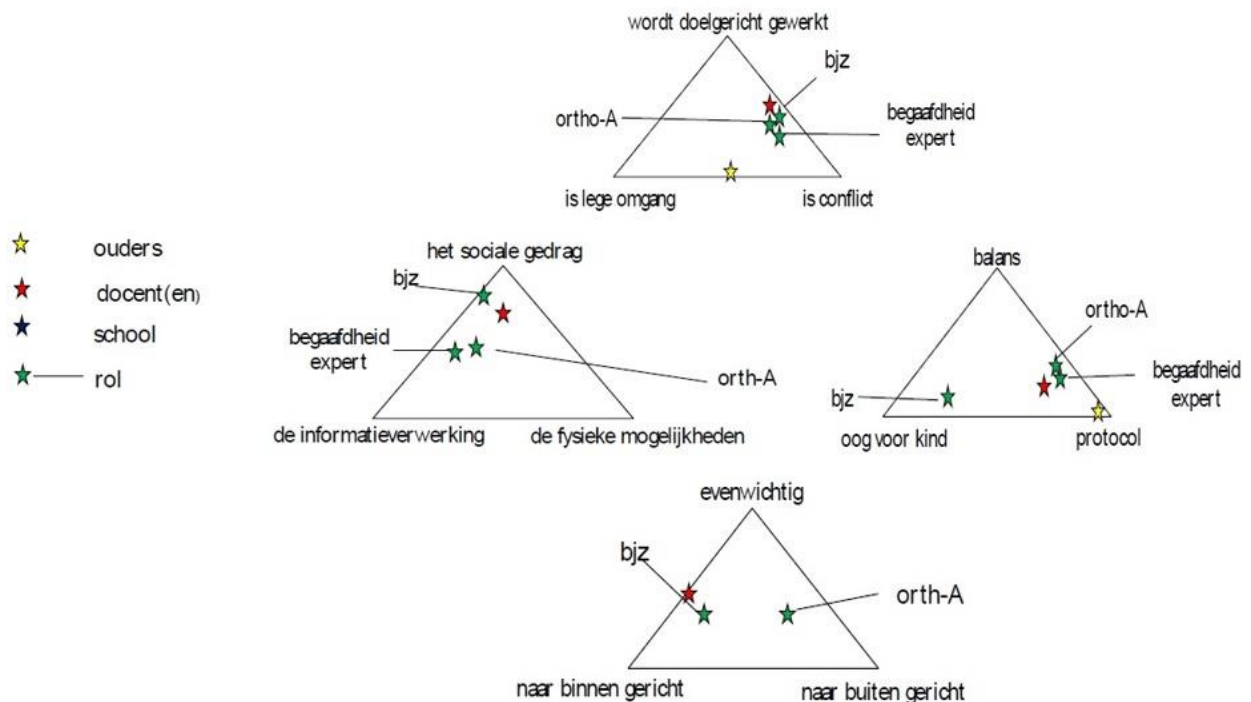 wordt doelgericht gewerkt
bjz
ortho-A
begaafdheid
expert
is lege omgang
is conflict
ouders
docent(en)
school
rol
het sociale gedrag
bjz
begaafdheid
expert
orth-A
de informatieverwerking
de fysieke mogelijkheden
balans
ortho-A
begaafdheid
expert
bjz
oog voor kind
protocol
evenwichtig
bjz
orth-A
naar binnen gericht
naar buiten gericht